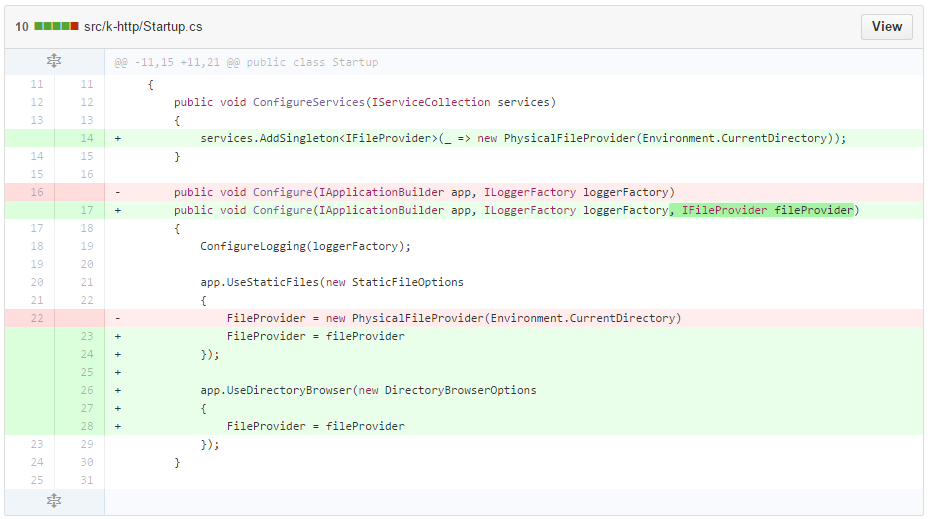 10 src/k-http/Startup.cs View
@@ -11,15 +11,21 @@ public class Startup
11 11 {
12 12 public void ConfigureServices(IServiceCollection services)
13 13 {
14 + services.AddSingleton<IFileProvider>(_ => new PhysicalFileProvider(Environment.CurrentDirectory));
14 15 }
15 16
16 - public void Configure(IApplicationBuilder app, ILoggerFactory loggerFactory)
17 + public void Configure(IApplicationBuilder app, ILoggerFactory loggerFactory, IFileProvider fileProvider)
17 18 {
18 19 ConfigureLogging(loggerFactory);
19 20
20 21 app.UseStaticFiles(new StaticFileOptions
21 22 {
22 - FileProvider = new PhysicalFileProvider(Environment.CurrentDirectory)
23 + FileProvider = fileProvider
24 + });
25 +
26 + app.UseDirectoryBrowser(new DirectoryBrowserOptions
27 + {
28 + FileProvider = fileProvider
23 29 });
24 30 }
25 31